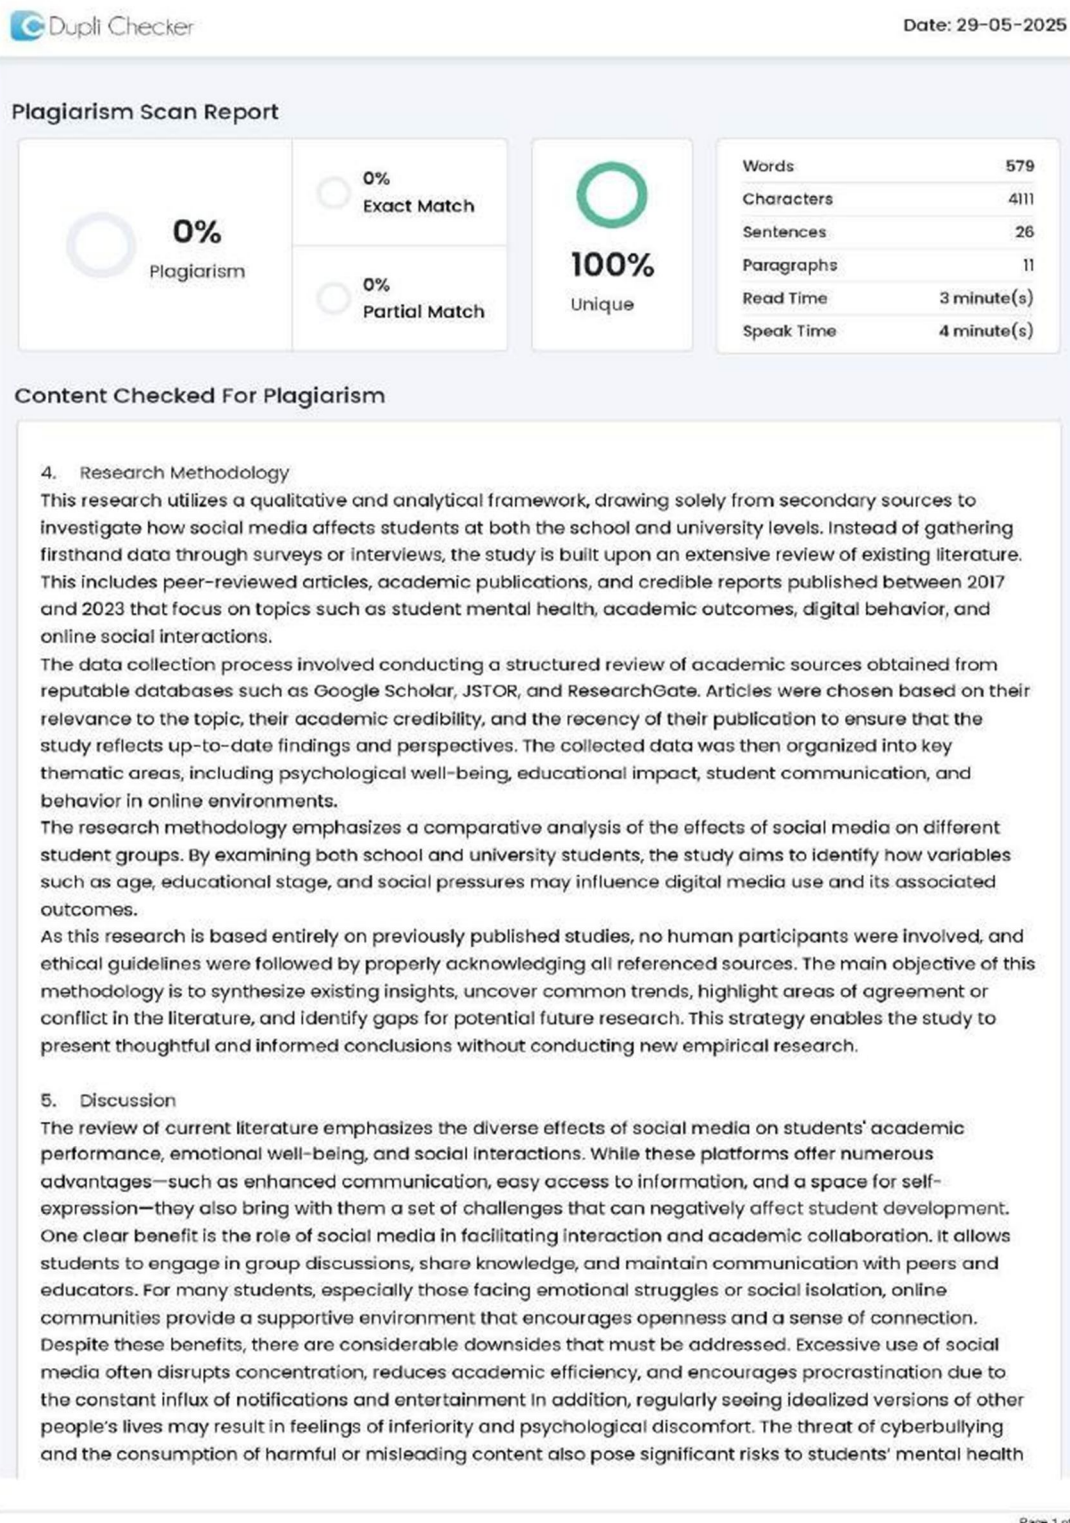 Dupli Checker
Date: 29-05-2025
Plagiarism Scan Report
0%
Plagiarism
0%
Exact Match
0%
Partial Match
100%
Unique
Words 579
Characters 4111
Sentences 26
Paragraphs 11
Read Time 3 minute(s)
Speak Time 4 minute(s)
Content Checked For Plagiarism
4. Research Methodology
This research utilizes a qualitative and analytical framework, drawing solely from secondary sources to
investigate how social media affects students at both the school and university levels. Instead of gathering
firsthand data through surveys or interviews, the study is built upon an extensive review of existing literature.
This includes peer-reviewed articles, academic publications, and credible reports published between 2017
and 2023 that focus on topics such as student mental health, academic outcomes, digital behavior, and
online social interactions.
The data collection process involved conducting a structured review of academic sources obtained from
reputable databases such as Google Scholar, JSTOR, and ResearchGate. Articles were chosen based on their
relevance to the topic, their academic credibility, and the recency of their publication to ensure that the
study reflects up-to-date findings and perspectives. The collected data was then organized into key
thematic areas, including psychological well-being, educational impact, student communication, and
behavior in online environments.
The research methodology emphasizes a comparative analysis of the effects of social media on different
student groups. By examining both school and university students, the study aims to identify how variables
such as age, educational stage, and social pressures may influence digital media use and its associated
outcomes.
As this research is based entirely on previously published studies, no human participants were involved, and
ethical guidelines were followed by properly acknowledging all referenced sources. The main objective of this
methodology is to synthesize existing insights, uncover common trends, highlight areas of agreement or
conflict in the literature, and identify gaps for potential future research. This strategy enables the study to
present thoughtful and informed conclusions without conducting new empirical research.
5. Discussion
The review of current literature emphasizes the diverse effects of social media on students' academic
performance, emotional well-being, and social interactions. While these platforms offer numerous
advantages—such as enhanced communication, easy access to information, and a space for self-
expression—they also bring with them a set of challenges that can negatively affect student development.
One clear benefit is the role of social media in facilitating interaction and academic collaboration. It allows
students to engage in group discussions, share knowledge, and maintain communication with peers and
educators. For many students, especially those facing emotional struggles or social isolation, online
communities provide a supportive environment that encourages openness and a sense of connection.
Despite these benefits, there are considerable downsides that must be addressed. Excessive use of social
media often disrupts concentration, reduces academic efficiency, and encourages procrastination due to
the constant influx of notifications and entertainment In addition, regularly seeing idealized versions of other
people's lives may result in feelings of inferiority and psychological discomfort. The threat of cyberbullying
and the consumption of harmful or misleading content also pose significant risks to students' mental health